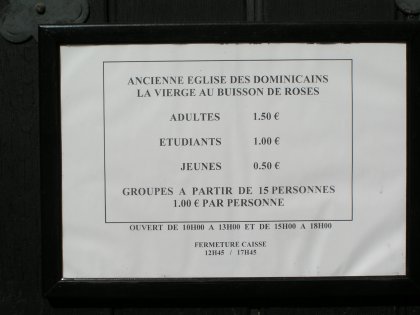 ANCIENNE EGLISE DES DOMINICAINS
LA VIERGE AU BUISSON DE ROSES
ADULTES 1.50 €
ETUDIANTS 1.00 €
JEUNES 0.50 €
GROUPES A PARTIR DE 15 PERSONNES
1.00 € PAR PERSONNE
OUVERT DE 10H00 A 13H00 ET DE 15H00 A 18H00
FERMETURE CAISSE
12H45 / 17H45